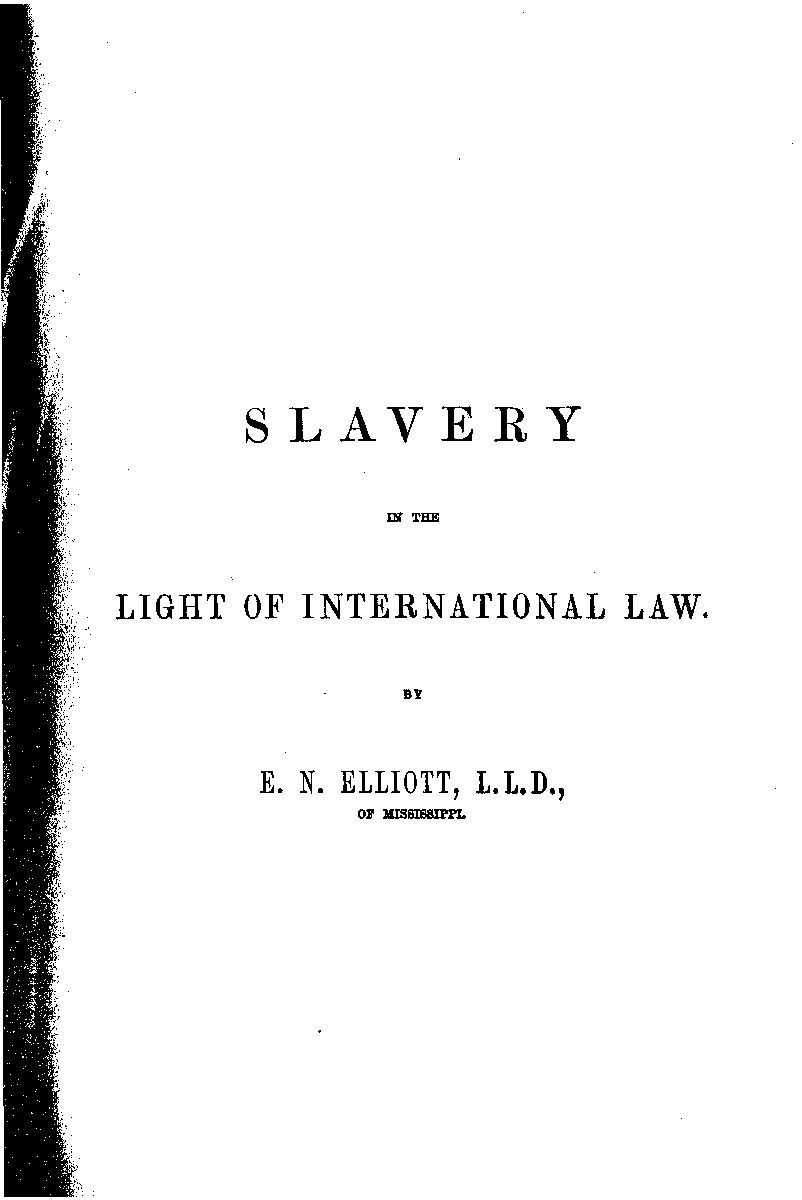 SLAVERY
IN THE
LIGHT OF INTERNATIONAL LAW.
BY
E. N. ELLIOTT, L.L.D.,
OF MISSISSIPPI.